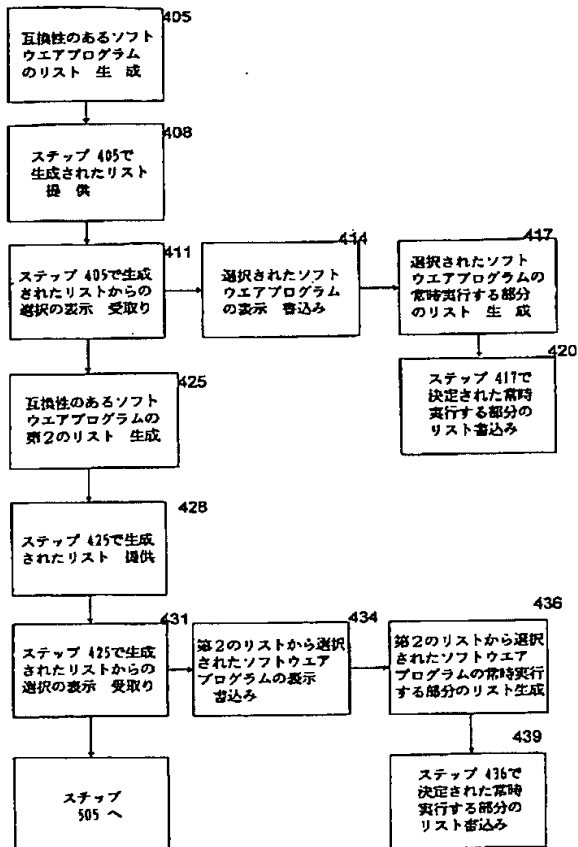 405
互換性のあるソフト
ウエアプログラム
のリスト 生 成
408
ステップ 405で
生成されたリスト
提 供
411
ステップ 405で生成
されたリストからの
選択の表示 受取り
414
選択されたソフト
ウエアプログラム
の表示 書込み
417
選択されたソフト
ウエアプログラムの
常時実行する部分
のリスト 生 成
420
ステップ 417で
決定された常時
実行する部分の
リスト書込み
425
互換性のあるソフト
ウエアプログラムの
第2のリスト 生成
428
ステップ 425で生成
されたリスト 提供
431
ステップ 425で生成
されたリストからの
選択の表示 受取り
434
第2のリストから選択
されたソフトウエア
プログラムの表示
書込み
436
第2のリストから選択
されたソフトウエア
プログラムの常時実行
する部分のリスト生成
439
ステップ 436で
決定された常時
実行する部分の
リスト書込み
ステップ
505 へ